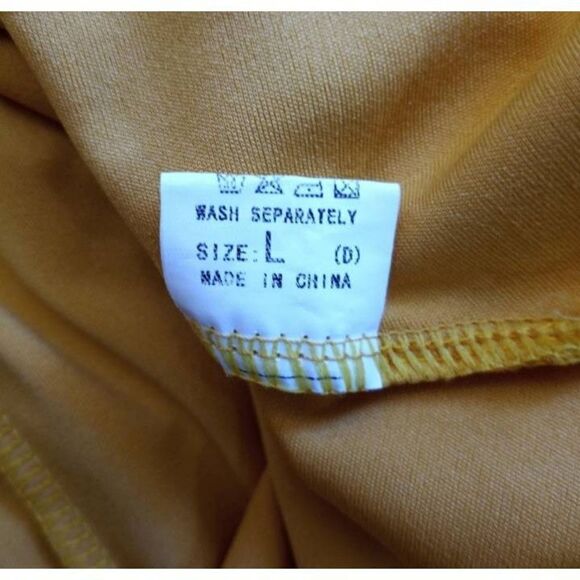 WASH SEPARATELY
SIZE: L (D)
MADE IN CHINA